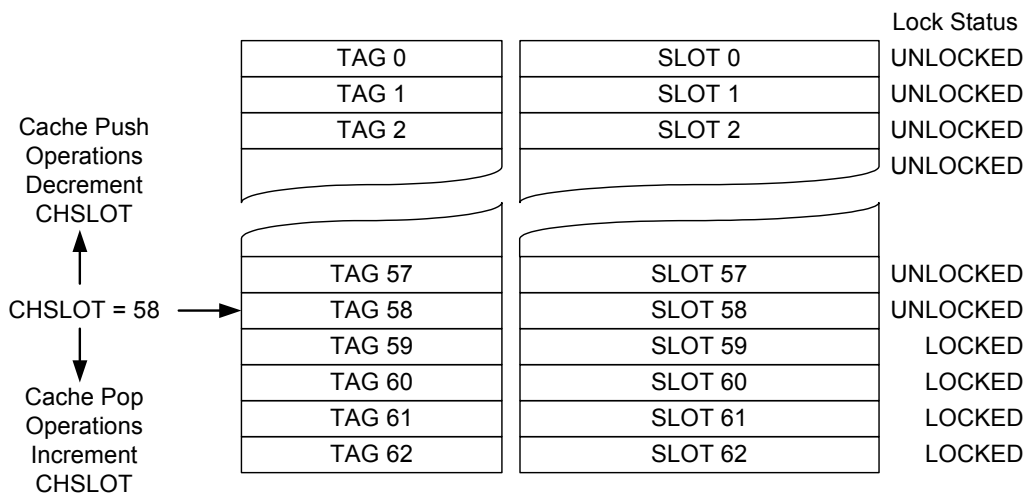 Lock Status
TAG 0 SLOT 0 UNLOCKED
TAG 1 SLOT 1 UNLOCKED
TAG 2 SLOT 2 UNLOCKED
UNLOCKED
Cache Push
Operations
Decrement
CHSLOT
TAG 57 SLOT 57 UNLOCKED
CHSLOT = 58 TAG 58 SLOT 58 UNLOCKED
TAG 59 SLOT 59 LOCKED
TAG 60 SLOT 60 LOCKED
TAG 61 SLOT 61 LOCKED
TAG 62 SLOT 62 LOCKED
Cache Pop
Operations
Increment
CHSLOT